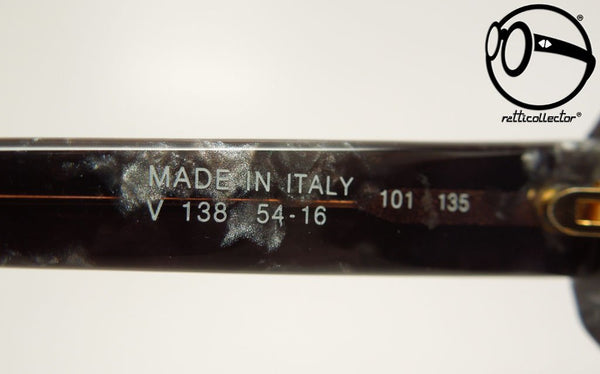 retticollector®
MADE IN ITALY
V 138 54-16 101 135